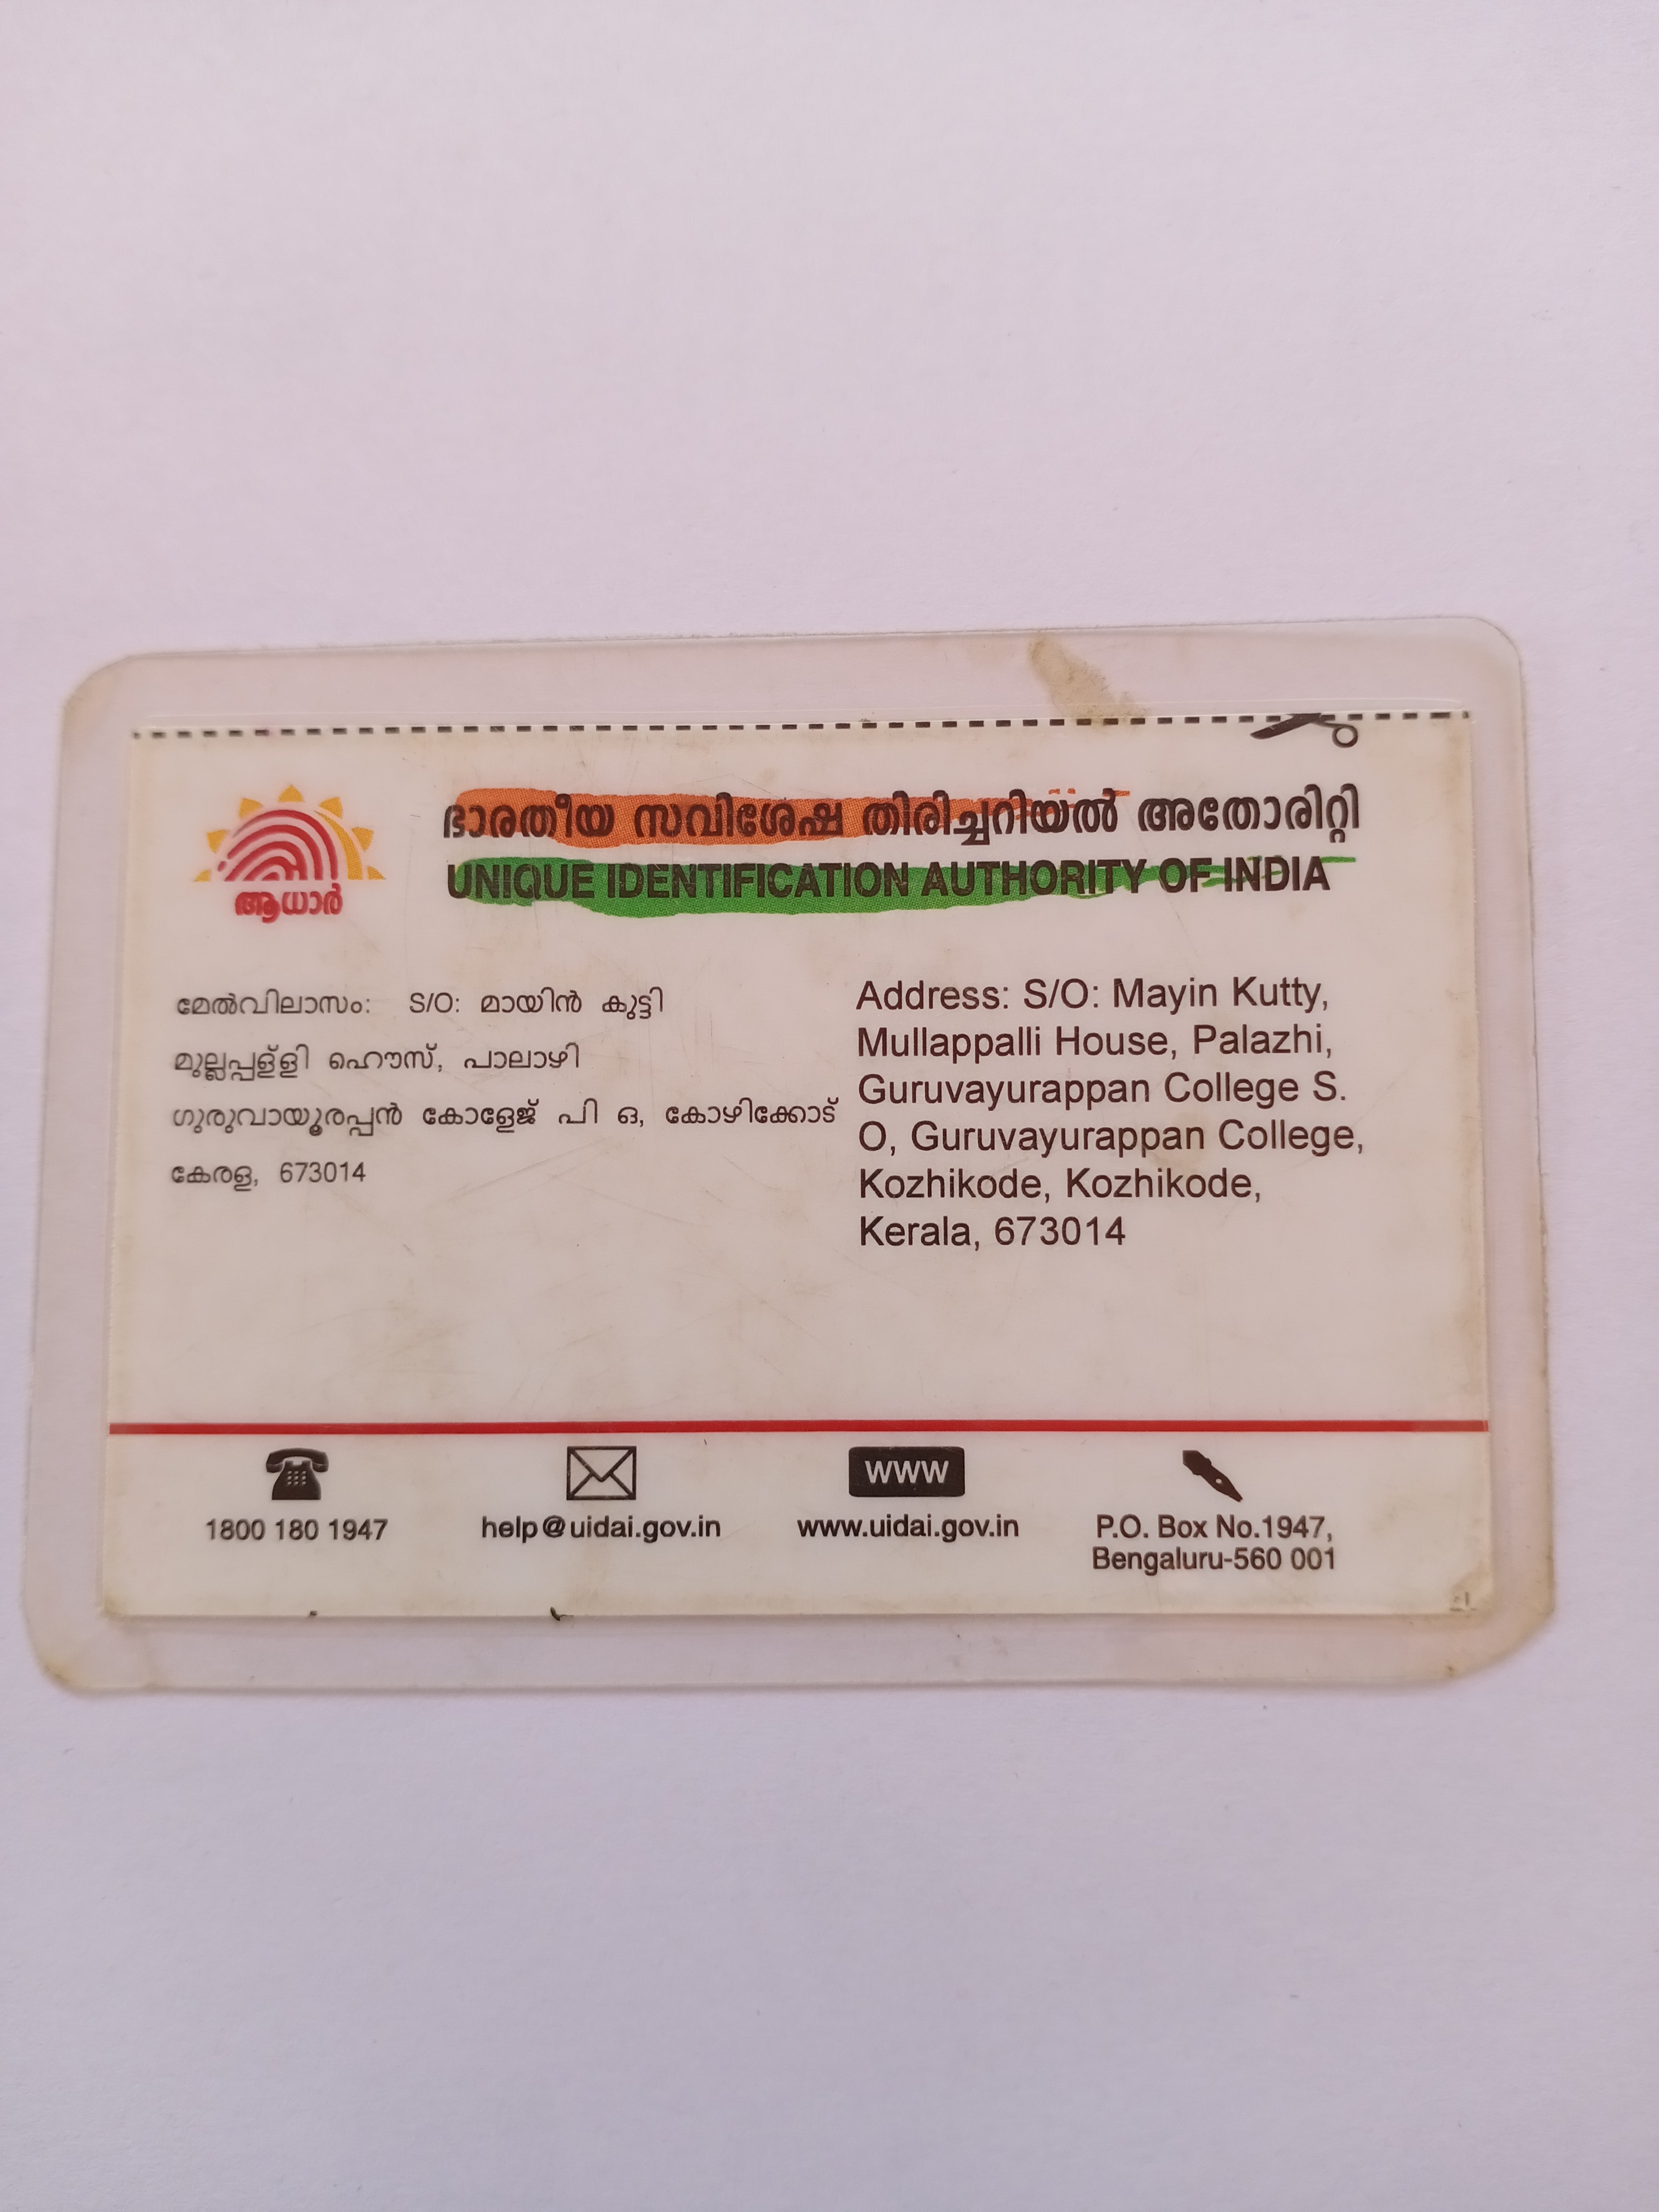 ഭാരതീയ സവിശേഷ തിരിച്ചറിയൽ അതോരിറ്റി
UNIQUE IDENTIFICATION AUTHORITY OF INDIA
ആധാർ
മേൽവിലാസം: S/O: മായിൻ കുട്ടി
മുല്ലപ്പള്ളി ഹൌസ്, പാലാഴി
ഗുരുവായൂരപ്പൻ കോളേജ് പി ഒ, കോഴിക്കോട്
കേരള, 673014
Address: S/O: Mayin Kutty,
Mullappalli House, Palazhi,
Guruvayurappan College S.
O, Guruvayurappan College,
Kozhikode, Kozhikode,
Kerala, 673014
1800 180 1947
help@uidai.gov.in
www
www.uidai.gov.in
P.O. Box No.1947,
Bengaluru-560 001